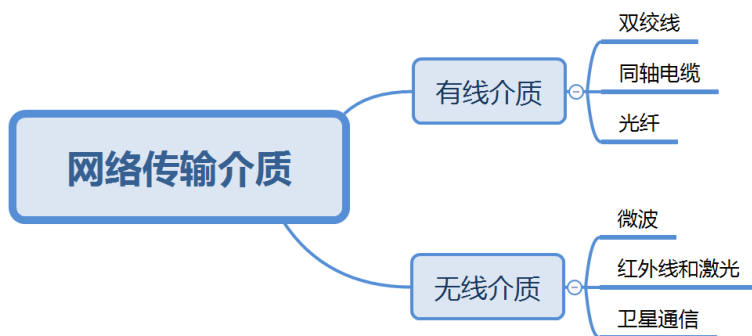 网络传输介质
有线介质
双绞线
同轴电缆
光纤
无线介质
微波
红外线和激光
卫星通信